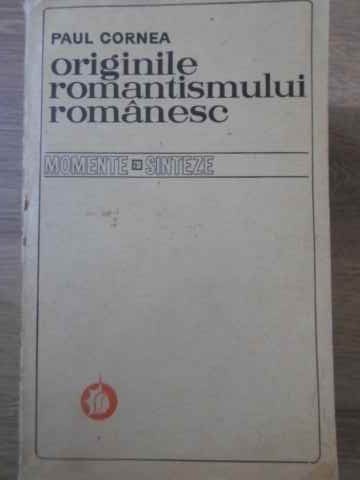 PAUL CORNEA
originile
romantismului
românesc
MOMENTE SINTEZE